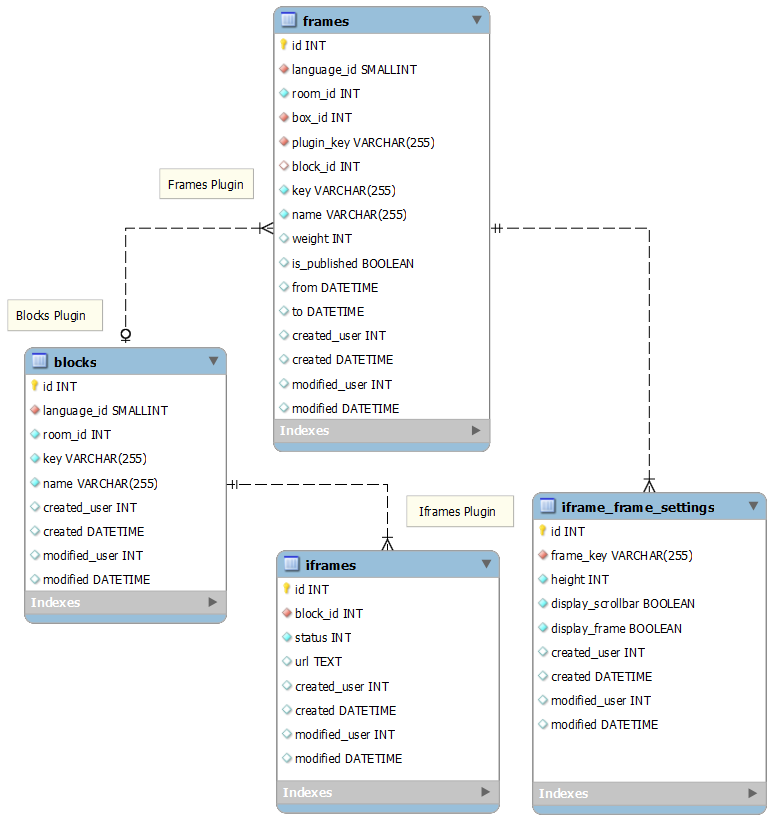 frames
id INT
language_id SMALLINT
room_id INT
box_id INT
plugin_key VARCHAR(255)
block_id INT
key VARCHAR(255)
name VARCHAR(255)
weight INT
is_published BOOLEAN
from DATETIME
to DATETIME
created_user INT
created DATETIME
modified_user INT
modified DATETIME
Indexes
Frames Plugin
Blocks Plugin
blocks
id INT
language_id SMALLINT
room_id INT
key VARCHAR(255)
name VARCHAR(255)
created_user INT
created DATETIME
modified_user INT
modified DATETIME
Indexes
Iframes Plugin
iframes
id INT
block_id INT
status INT
url TEXT
created_user INT
created DATETIME
modified_user INT
modified DATETIME
Indexes
iframe_frame_settings
id INT
frame_key VARCHAR(255)
height INT
display_scrollbar BOOLEAN
display_frame BOOLEAN
created_user INT
created DATETIME
modified_user INT
modified DATETIME
Indexes